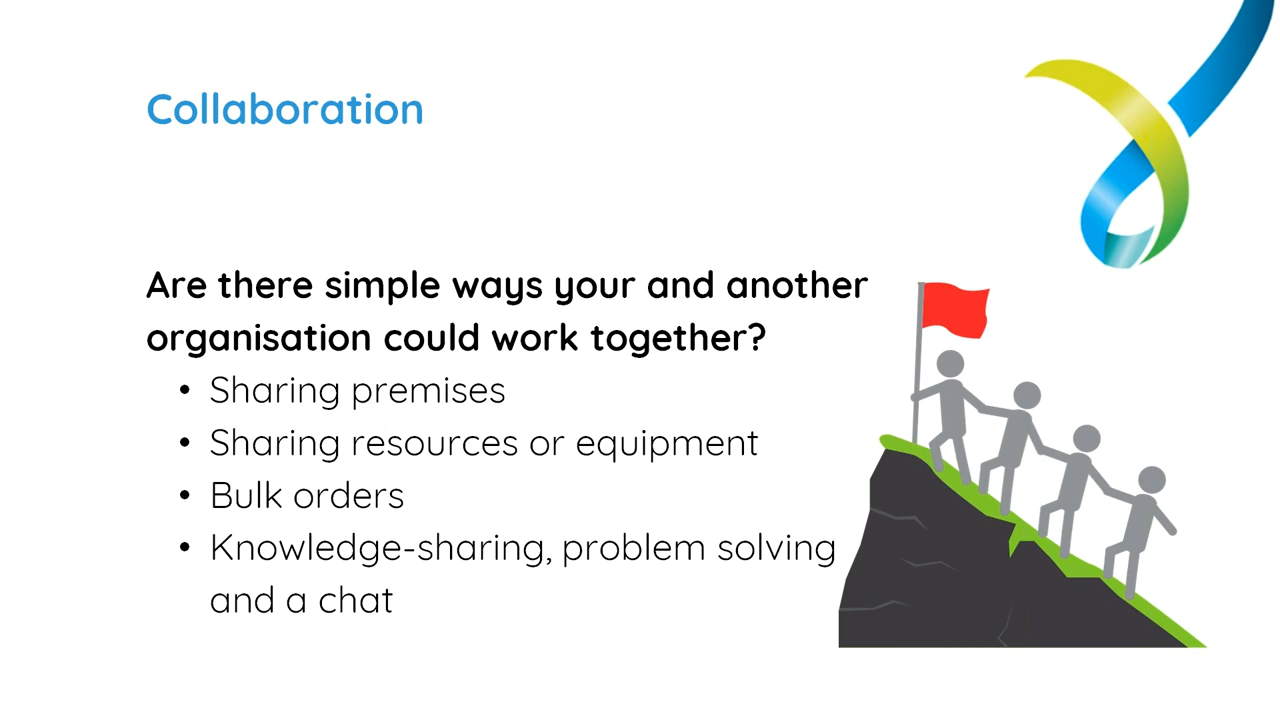 Collaboration
Are there simple ways your and another
organisation could work together?
• Sharing premises
• Sharing resources or equipment
• Bulk orders
• Knowledge-sharing, problem solving
and a chat